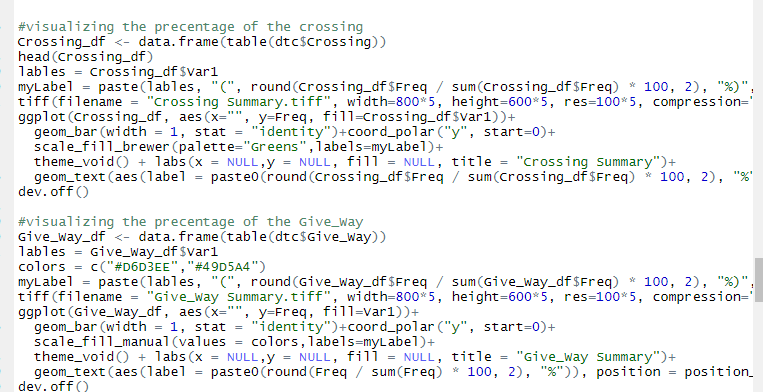 #visualizing the precentage of the crossing
Crossing_df <- data.frame(table(dtc$Crossing))
head(Crossing_df)
lables = Crossing_df$Var1
myLabel = paste(lables, "(", round(Crossing_df$Freq / sum(Crossing_df$Freq) * 100, 2), "%)",
tiff(filename = "Crossing Summary.tiff", width=800*5, height=600*5, res=100*5, compression="
ggplot(Crossing_df, aes(x="", y=Freq, fill=Crossing_df$Var1))+
geom_bar(width = 1, stat = "identity")+coord_polar("y", start=0)+
scale_fill_brewer(palette="Greens",labels=myLabel)+
theme_void() + labs(x = NULL,y = NULL, fill = NULL, title = "Crossing Summary")+
geom_text(aes(label = paste0(round(Crossing_df$Freq / sum(Crossing_df$Freq) * 100, 2), "%"
dev.off()
#visualizing the precentage of the Give_Way
Give_Way_df <- data.frame(table(dtc$Give_Way))
lables = Give_Way_df$Var1
colors = c("#D6D3EE","#49D5A4")
myLabel = paste(lables, "(", round(Give_Way_df$Freq / sum(Give_Way_df$Freq) * 100, 2), "%)",
tiff(filename = "Give_Way Summary.tiff", width=800*5, height=600*5, res=100*5, compression="
ggplot(Give_Way_df, aes(x="", y=Freq, fill=Var1))+
geom_bar(width = 1, stat = "identity")+coord_polar("y", start=0)+
scale_fill_manual(values = colors,labels=myLabel)+
theme_void() + labs(x = NULL,y = NULL, fill = NULL, title = "Give_Way Summary")+
geom_text(aes(label = paste0(round(Freq / sum(Freq) * 100, 2), "%")), position = position_
dev.off()